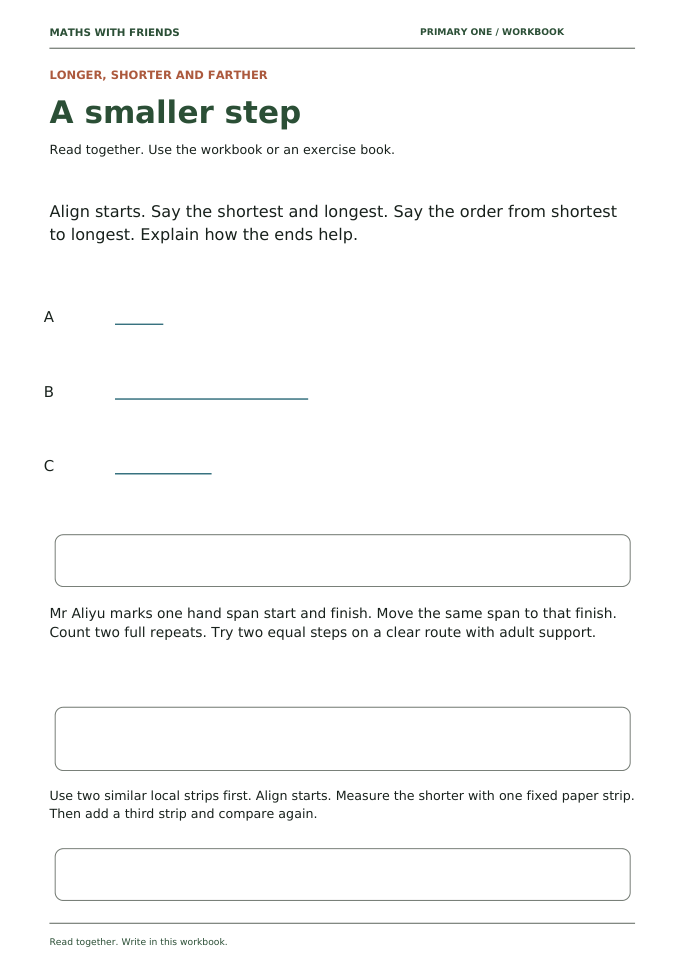 MATHS WITH FRIENDS
PRIMARY ONE / WORKBOOK
LONGER, SHORTER AND FARTHER
A smaller step
Read together. Use the workbook or an exercise book.
Align starts. Say the shortest and longest. Say the order from shortest
to longest. Explain how the ends help.
A
B
C
Mr Aliyu marks one hand span start and finish. Move the same span to that finish.
Count two full repeats. Try two equal steps on a clear route with adult support.
Use two similar local strips first. Align starts. Measure the shorter with one fixed paper strip.
Then add a third strip and compare again.
Read together. Write in this workbook.